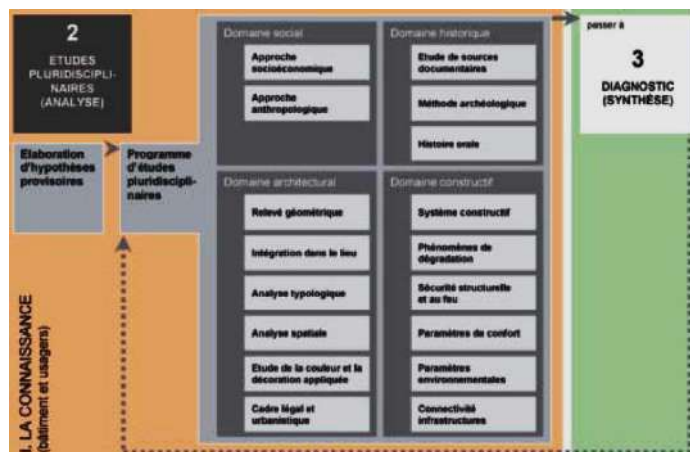 2
ETUDES
PLURIDISCIPLI-
NAIRES
(ANALYSE)
Elaboration
d'hypothèses
provisoires
Programme
d'études
pluridiscipli-
naires
Domaine social
Approche
socioéconomique
Approche
anthropologique
Domaine historique
Etude de sources
documentaires
Méthode archéologique
Histoire orale
Domaine architectural
Relevé géométrique
Intégration dans le lieu
Analyse typologique
Analyse spatiale
Etude de la couleur et la
décoration appliquée
Cadre légal et
urbanistique
Domaine constructif
Système constructif
Phénomènes de
dégradation
Sécurité structurelle
et au feu
Paramètres de confort
Paramètres
environnementales
Connectivité
infrastructures
passer à
3
DIAGNOSTIC
(SYNTHÈSE)
I. LA CONNAISSANCE
(bâtiment et usagers)